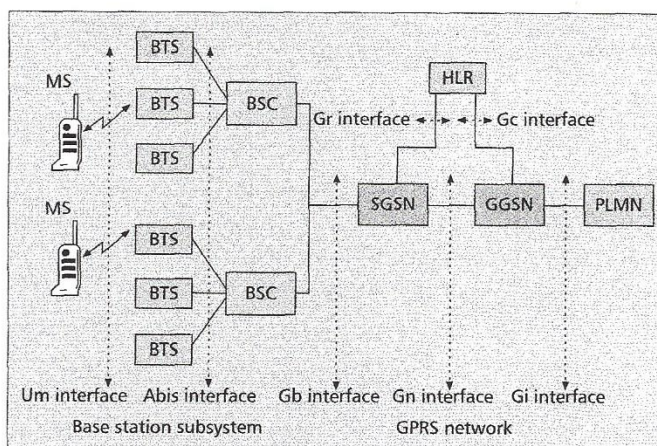 BTS
MS
BTS
BSC
BTS
HLR
Gr interface
Gc interface
MS
BTS
SGSN
GGSN
PLMN
BTS
BSC
BTS
Um interface
Abis interface
Gb interface
Gn interface
Gi interface
Base station subsystem
GPRS network